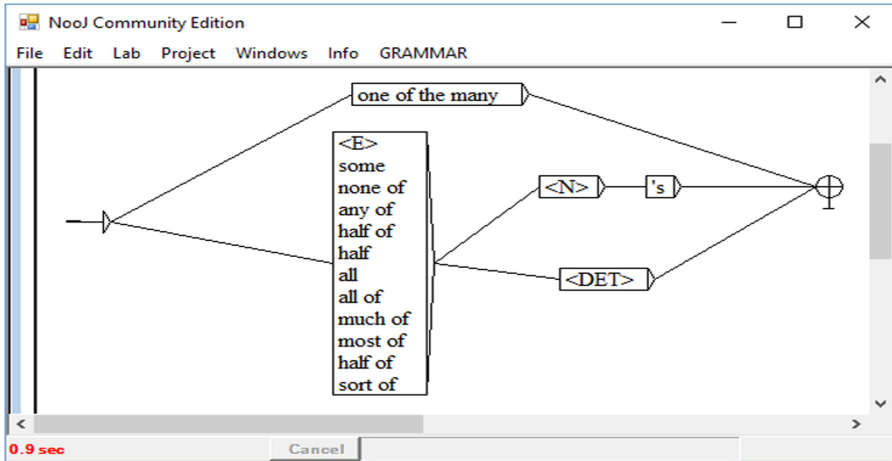 NooJ Community Edition
File Edit Lab Project Windows Info GRAMMAR
one of the many
<E>
some
none of
any of
half of
half
all
all of
much of
most of
half of
sort of
<N>
's
<DET>
0.9 sec
Cancel